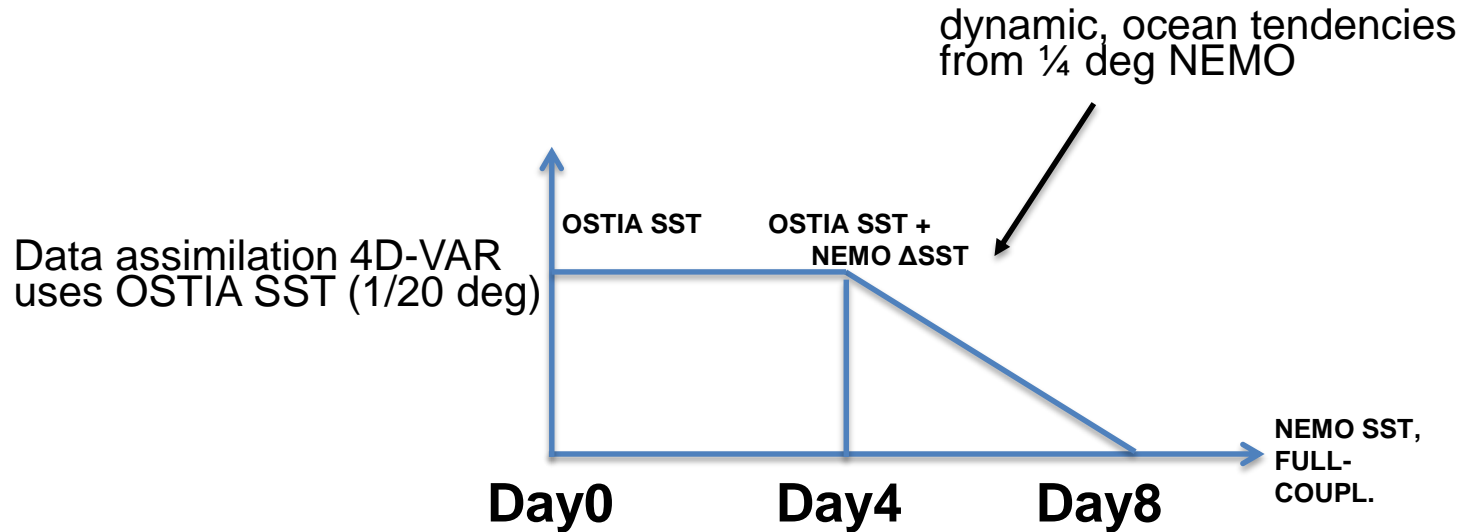 dynamic, ocean tendencies
from ¼ deg NEMO
OSTIA SST
OSTIA SST +
NEMO ΔSST
Data assimilation 4D-VAR
uses OSTIA SST (1/20 deg)
NEMO SST,
FULL-
COUPL.
Day0
Day4
Day8